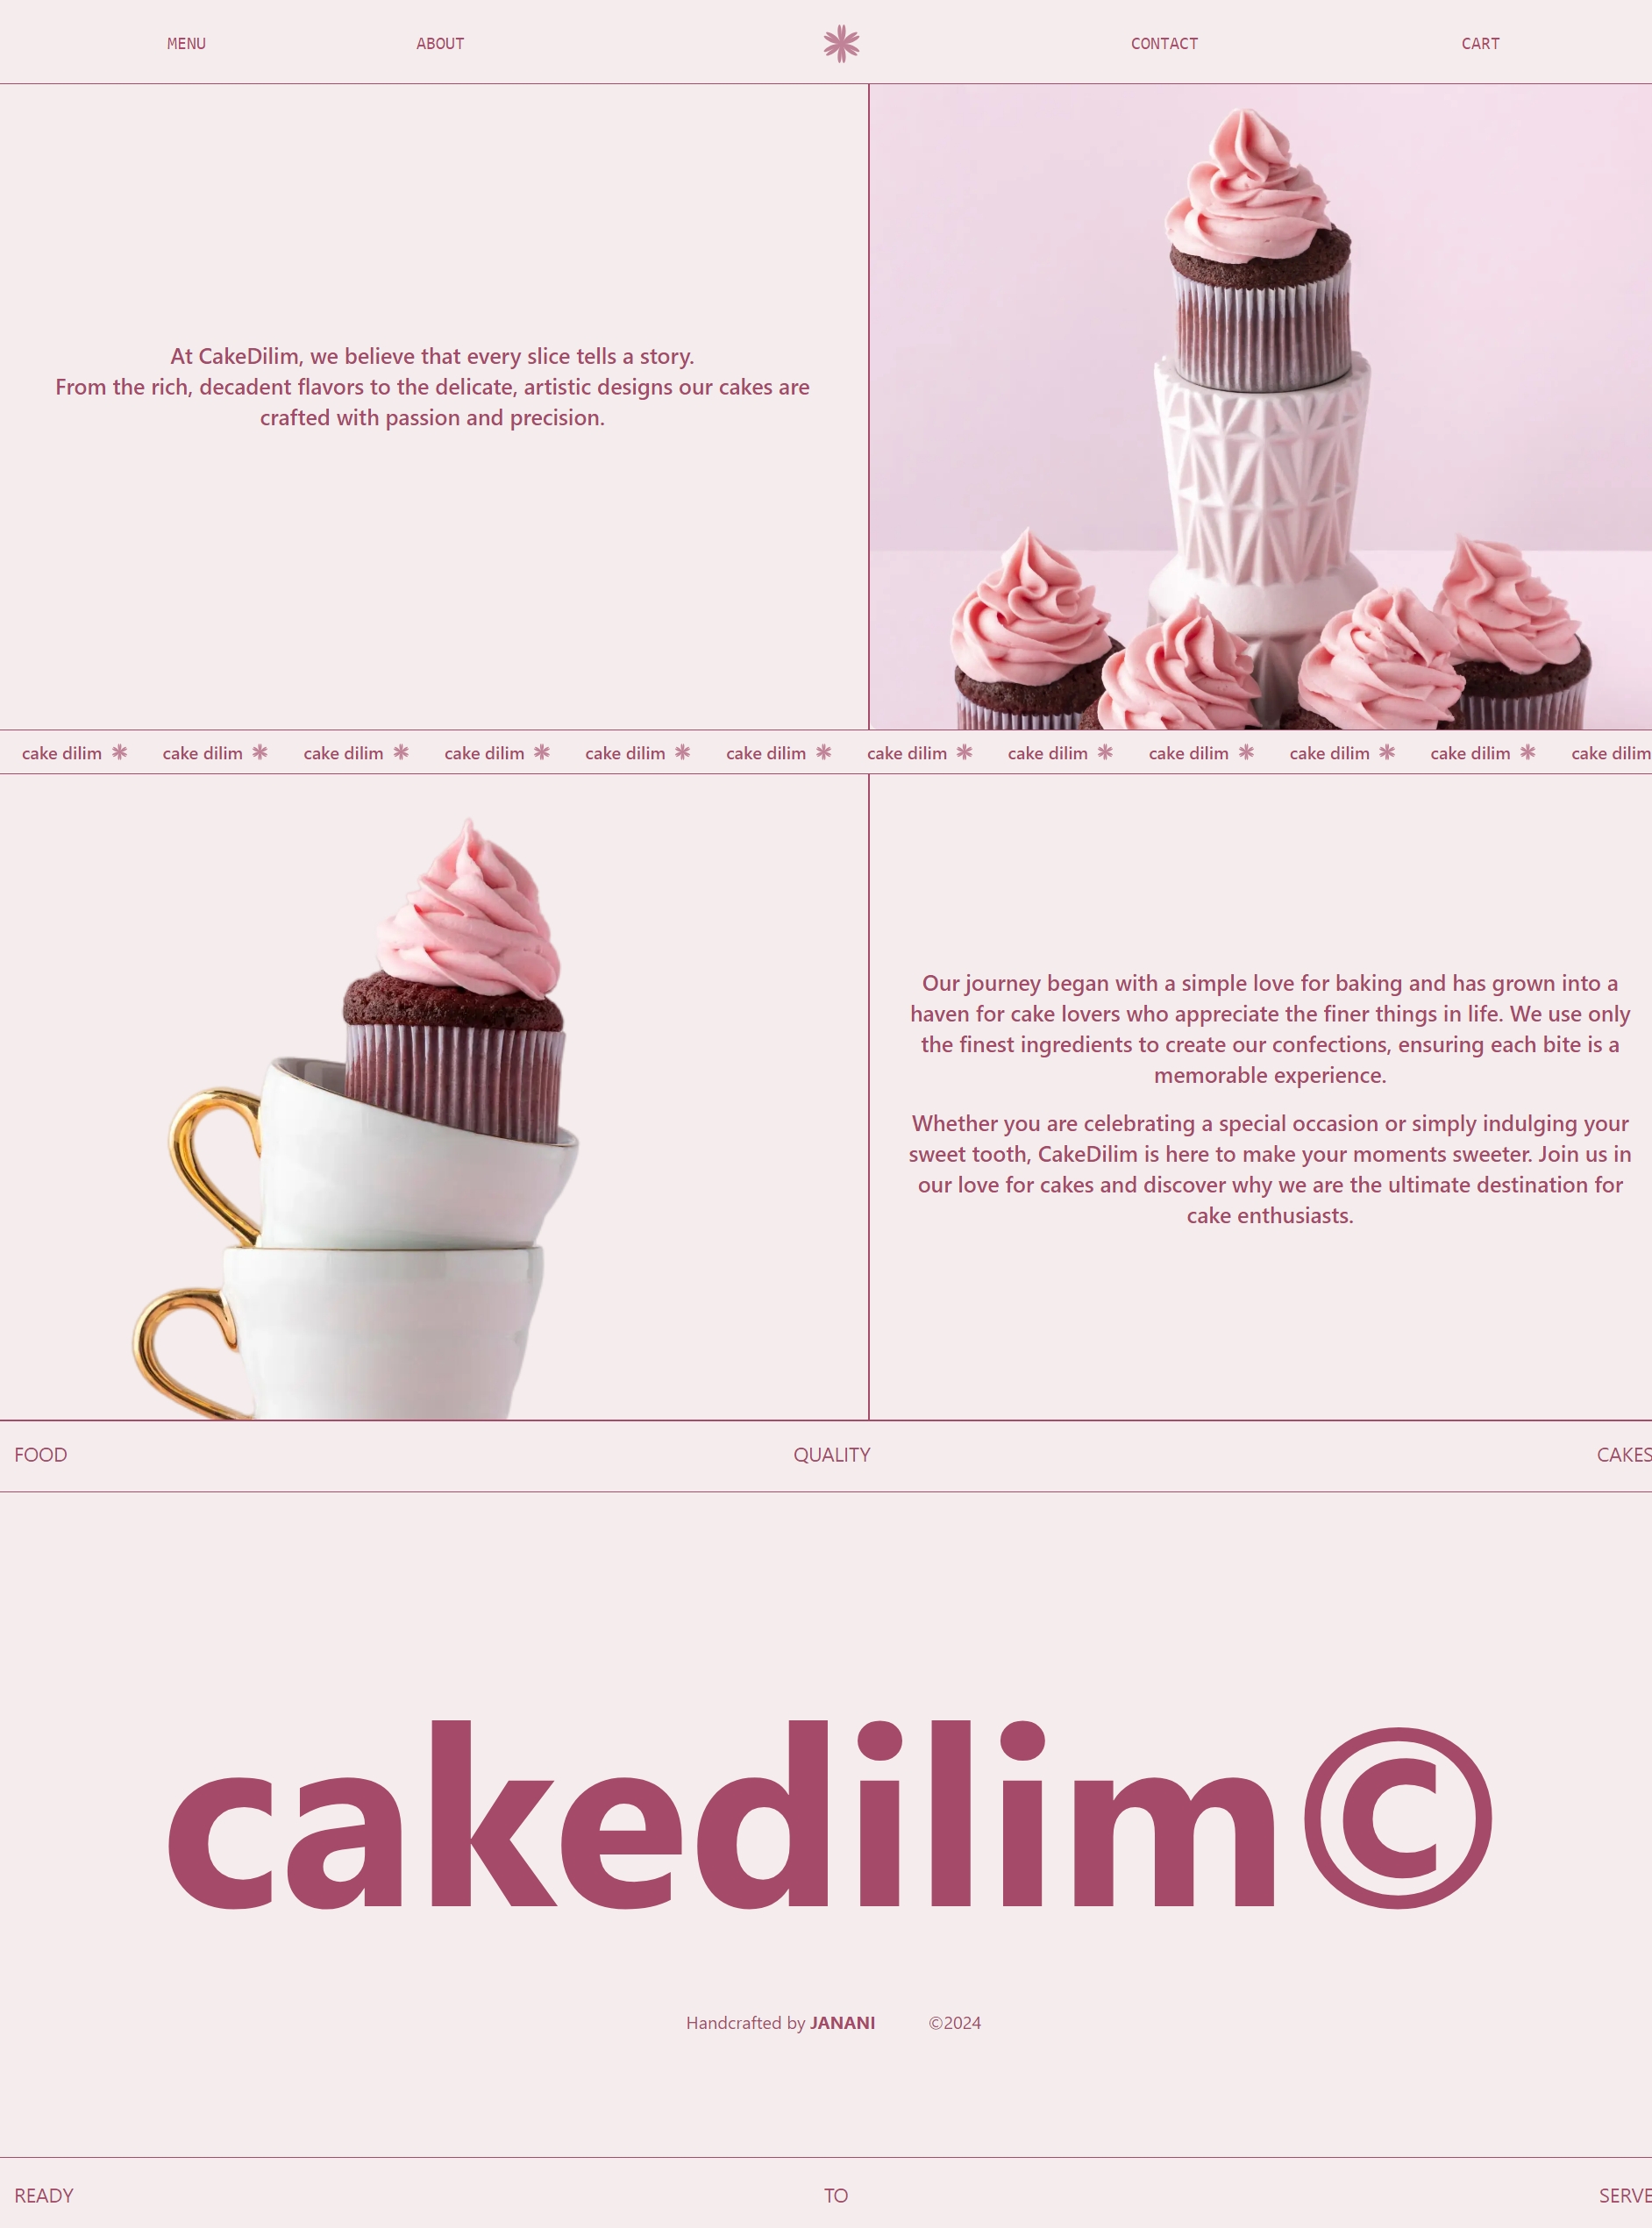 MENU ABOUT CONTACT CART
At CakeDilim, we believe that every slice tells a story.
From the rich, decadent flavors to the delicate, artistic designs our cakes are
crafted with passion and precision.
cake dilim cake dilim cake dilim cake dilim cake dilim cake dilim cake dilim cake dilim cake dilim cake dilim cake dilim cake dilim
Our journey began with a simple love for baking and has grown into a
haven for cake lovers who appreciate the finer things in life. We use only
the finest ingredients to create our confections, ensuring each bite is a
memorable experience.
Whether you are celebrating a special occasion or simply indulging your
sweet tooth, CakeDilim is here to make your moments sweeter. Join us in
our love for cakes and discover why we are the ultimate destination for
cake enthusiasts.
FOOD QUALITY CAKES
cakedilim©
Handcrafted by JANANI ©2024
READY TO SERVE